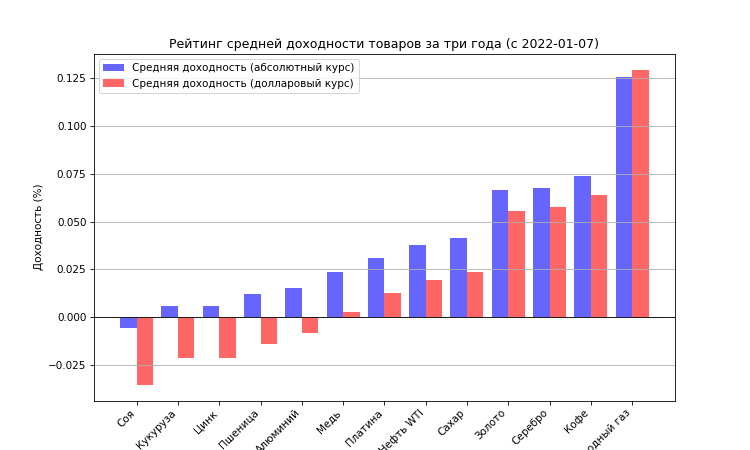 Рейтинг средней доходности товаров за три года (с 2022-01-07)
Средняя доходность (абсолютный курс)
Средняя доходность (долларовый курс)
Доходность (%)
0.125
0.100
0.075
0.050
0.025
0.000
−0.025
Соя
Кукуруза
Цинк
Пшеница
Алюминий
Медь
Платина
Нефть WTI
Сахар
Золото
Серебро
Кофе
газ